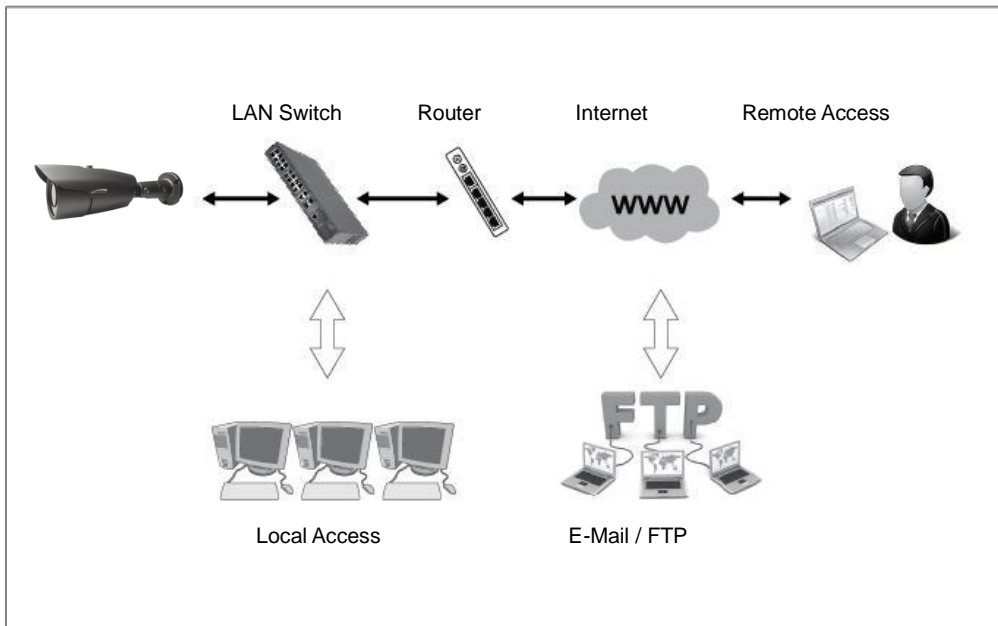 LAN Switch
Router
Internet
Remote Access
WWW
FTP
Local Access
E-Mail / FTP